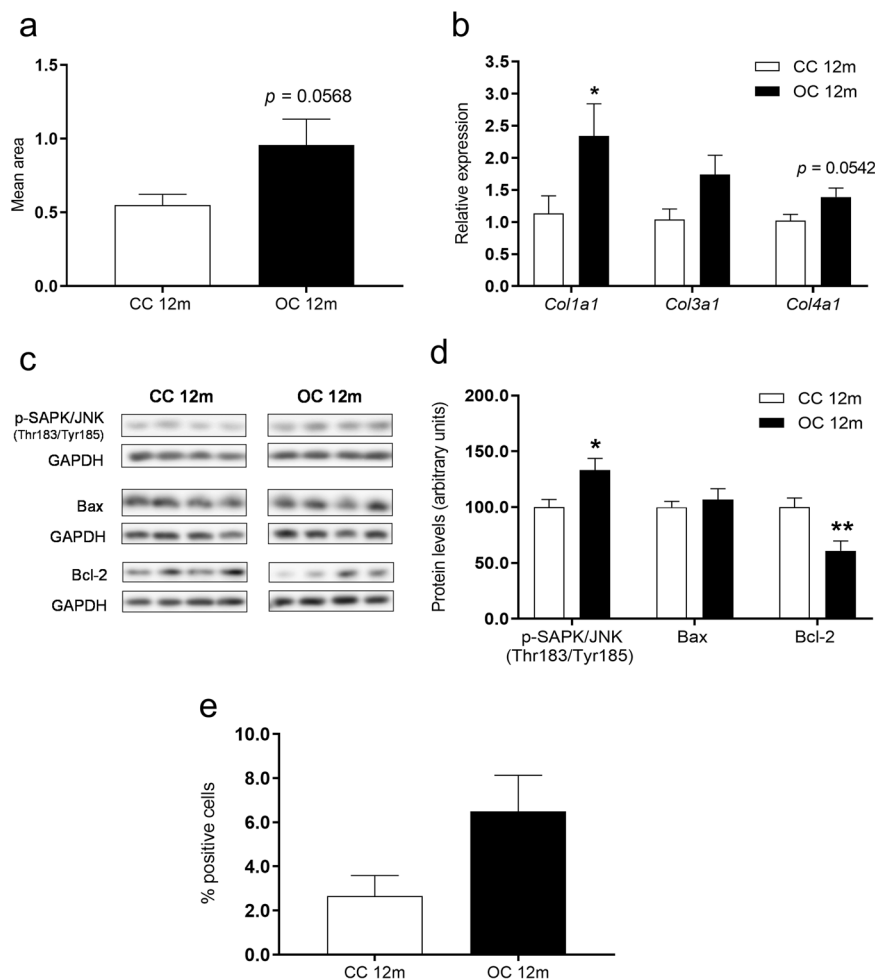 a
1.5
1.0
0.5
0.0
Mean area
p = 0.0568
CC 12m
OC 12m
b
3.5
3.0
2.5
2.0
1.5
1.0
0.5
0.0
Relative expression
CC 12m
OC 12m
*
p = 0.0542
Col1a1
Col3a1
Col4a1
c
CC 12m
OC 12m
p-SAPK/JNK
(Thr183/Tyr185)
GAPDH
Bax
GAPDH
Bcl-2
GAPDH
d
200.0
150.0
100.0
50.0
0.0
Protein levels (arbitrary units)
CC 12m
OC 12m
*
**
p-SAPK/JNK
(Thr183/Tyr185)
Bax
Bcl-2
e
10.0
8.0
6.0
4.0
2.0
0.0
% positive cells
CC 12m
OC 12m